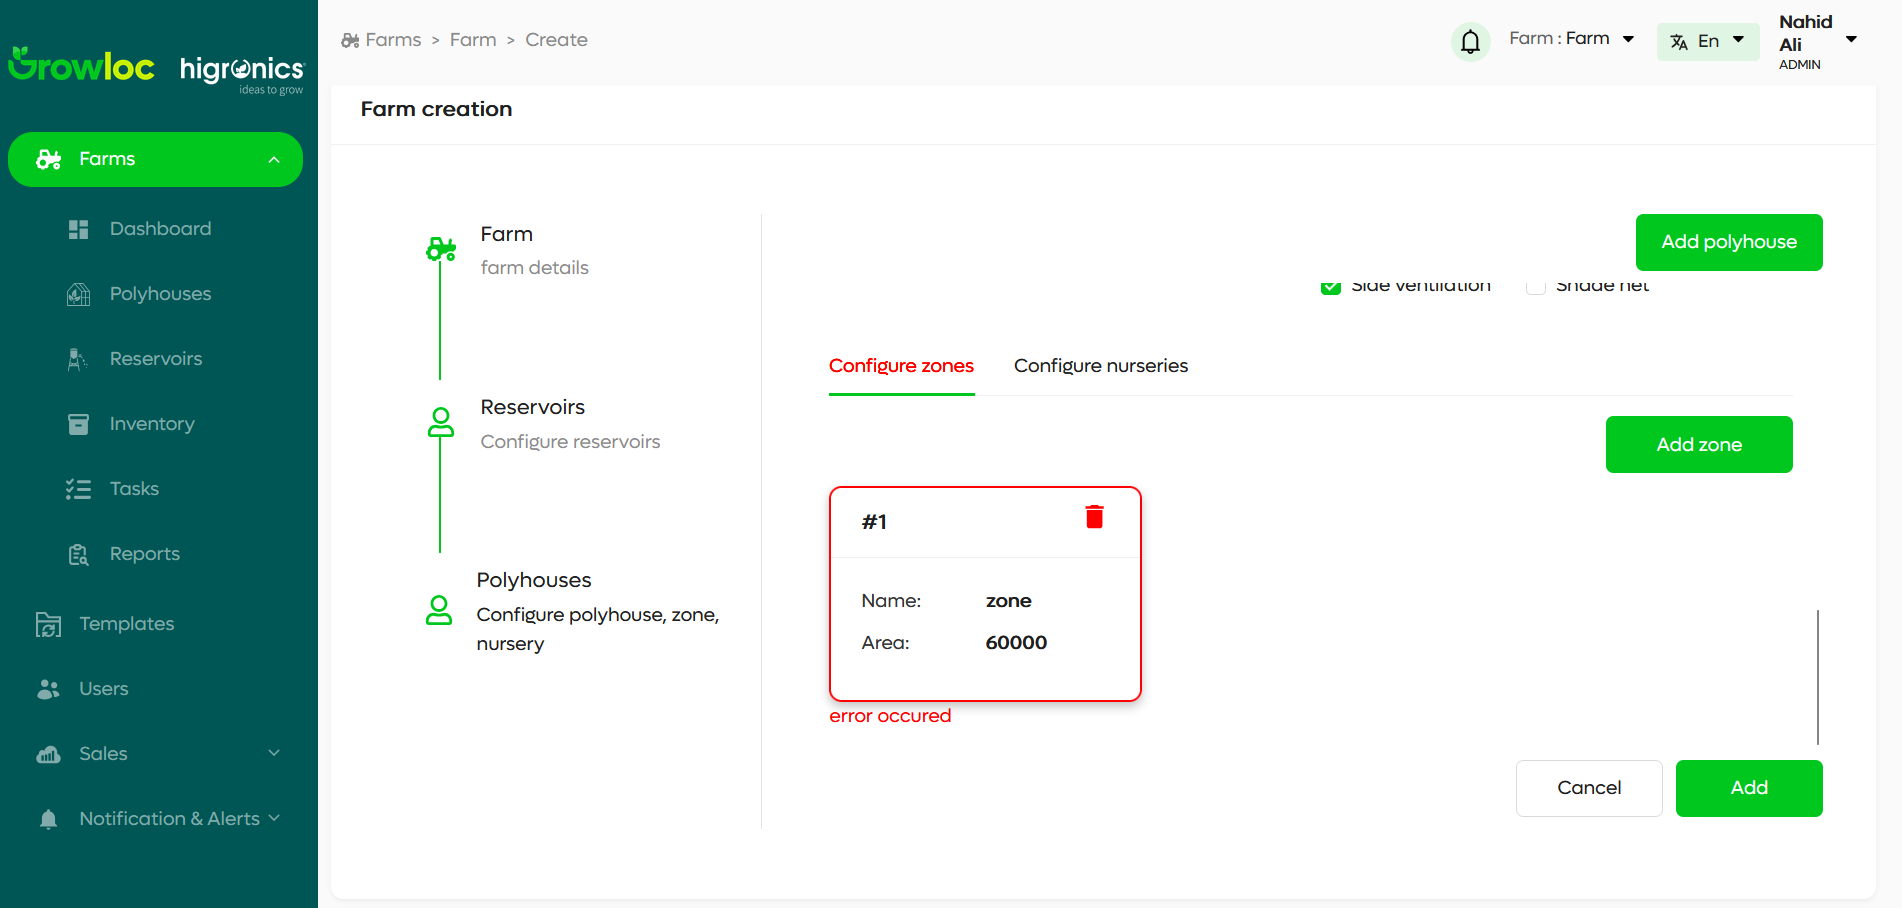 Growloc
higronics
ideas to grow
Farms > Farm > Create
Farm : Farm
En
Nahid
Ali
ADMIN
Farms
Dashboard
Polyhouses
Reservoirs
Inventory
Tasks
Reports
Templates
Users
Sales
Notification & Alerts
Farm creation
Farm
farm details
Reservoirs
Configure reservoirs
Polyhouses
Configure polyhouse, zone,
nursery
Add polyhouse
Side ventilation
Shade net
Configure zones
Configure nurseries
Add zone
#1
Name: zone
Area: 60000
error occured
Cancel
Add